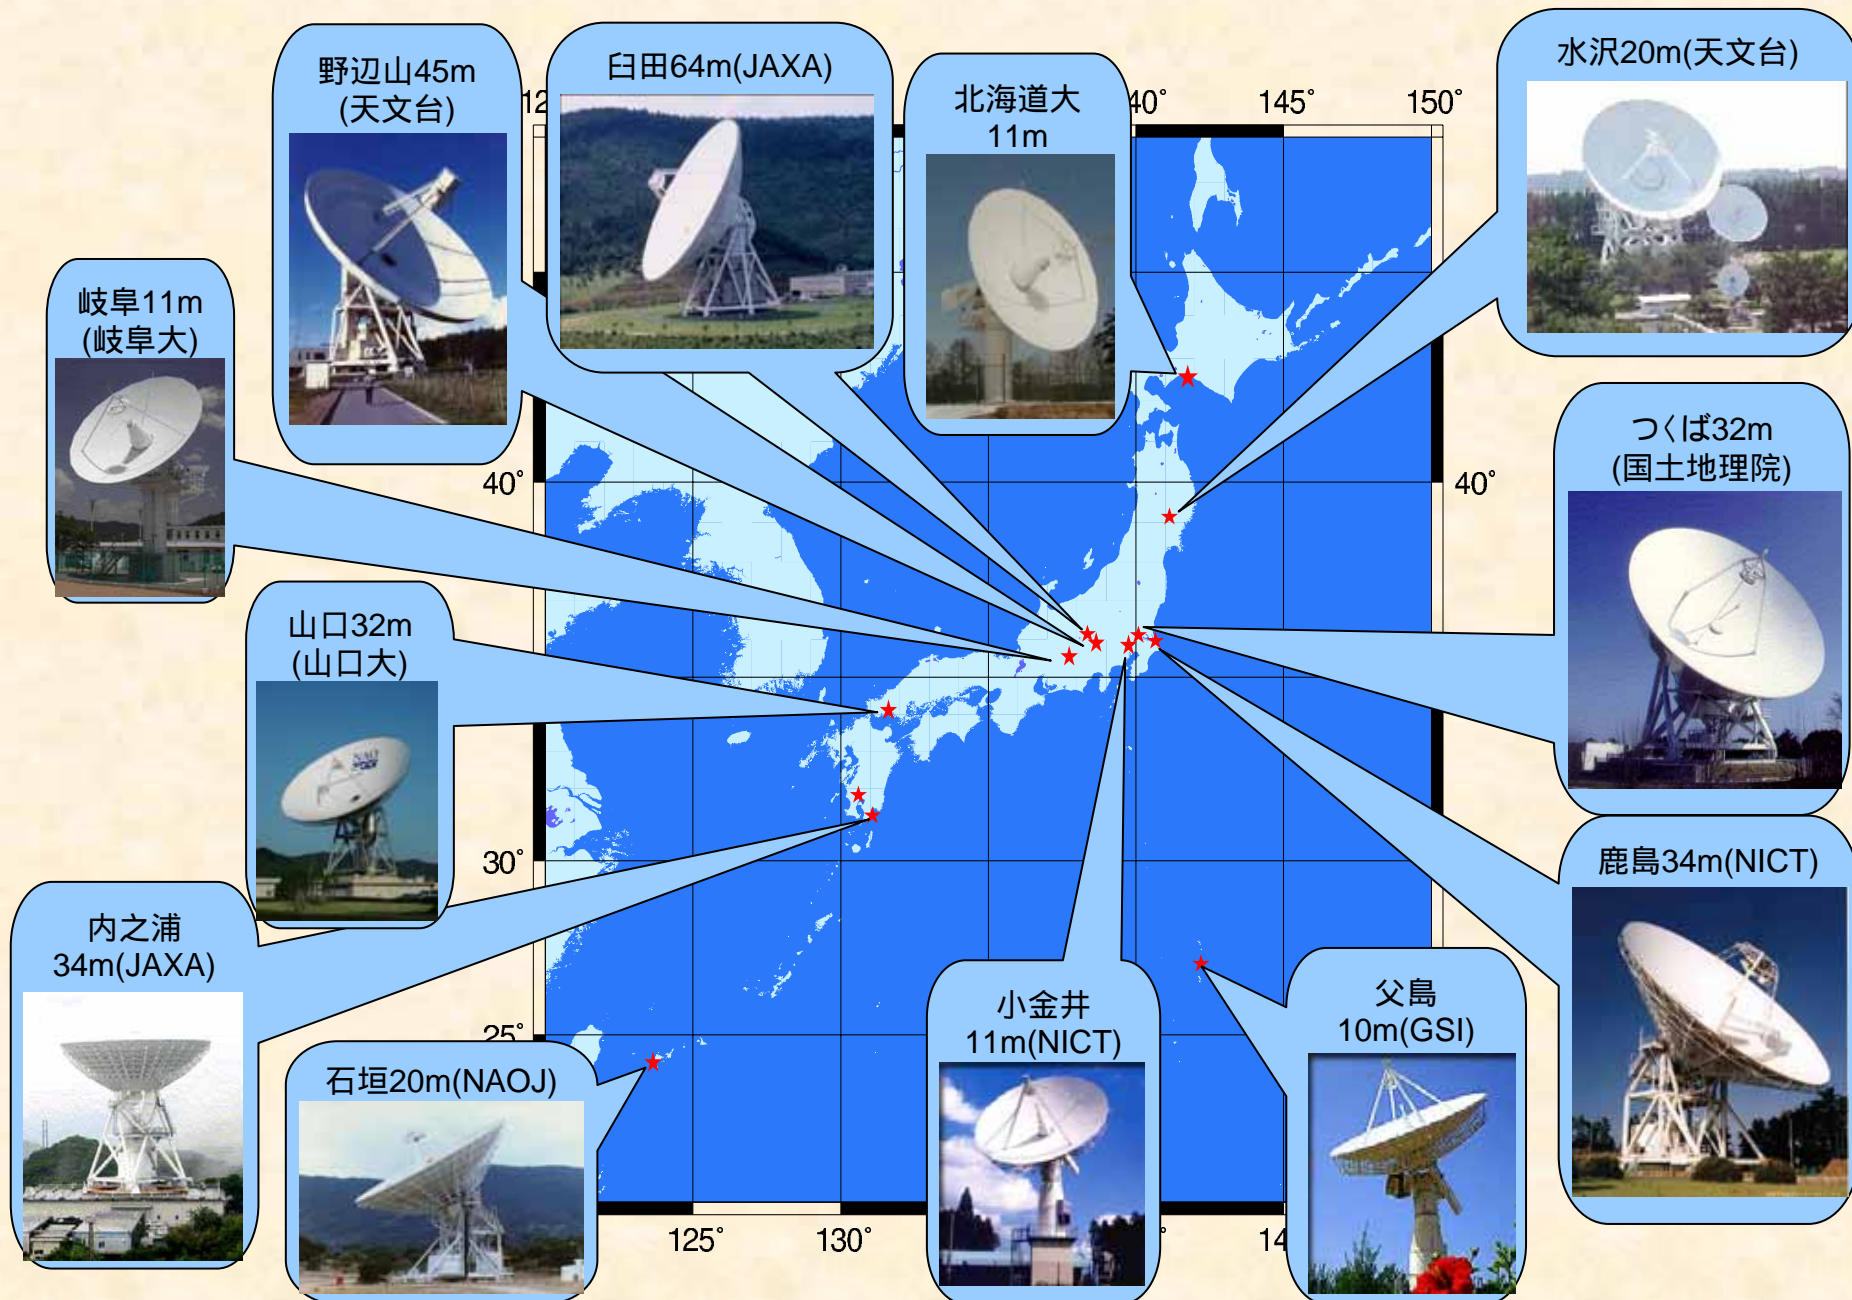 野辺山45m
(天文台)
臼田64m(JAXA)
北海道大
11m
水沢20m(天文台)
12
40°
145°
150°
岐阜11m
(岐阜大)
つくば32m
(国土地理院)
40°
40°
山口32m
(山口大)
30°
鹿島34m(NICT)
内之浦
34m(JAXA)
25°
石垣20m(NAOJ)
小金井
11m(NICT)
父島
10m(GSI)
125°
130°
14
NAO